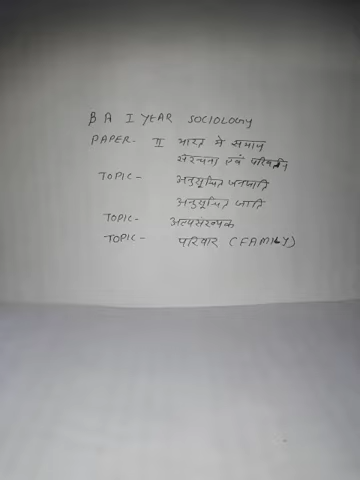 B A I YEAR SOCIOLOGY
PAPER. II भारत मे समाज
संरचना एवं परिवर्तन
TOPIC- अनुसूचित जनजाति
अनुसूचित जाति
TOPIC- अल्पसंख्यक
TOPIC- परिवार (FAMILY)